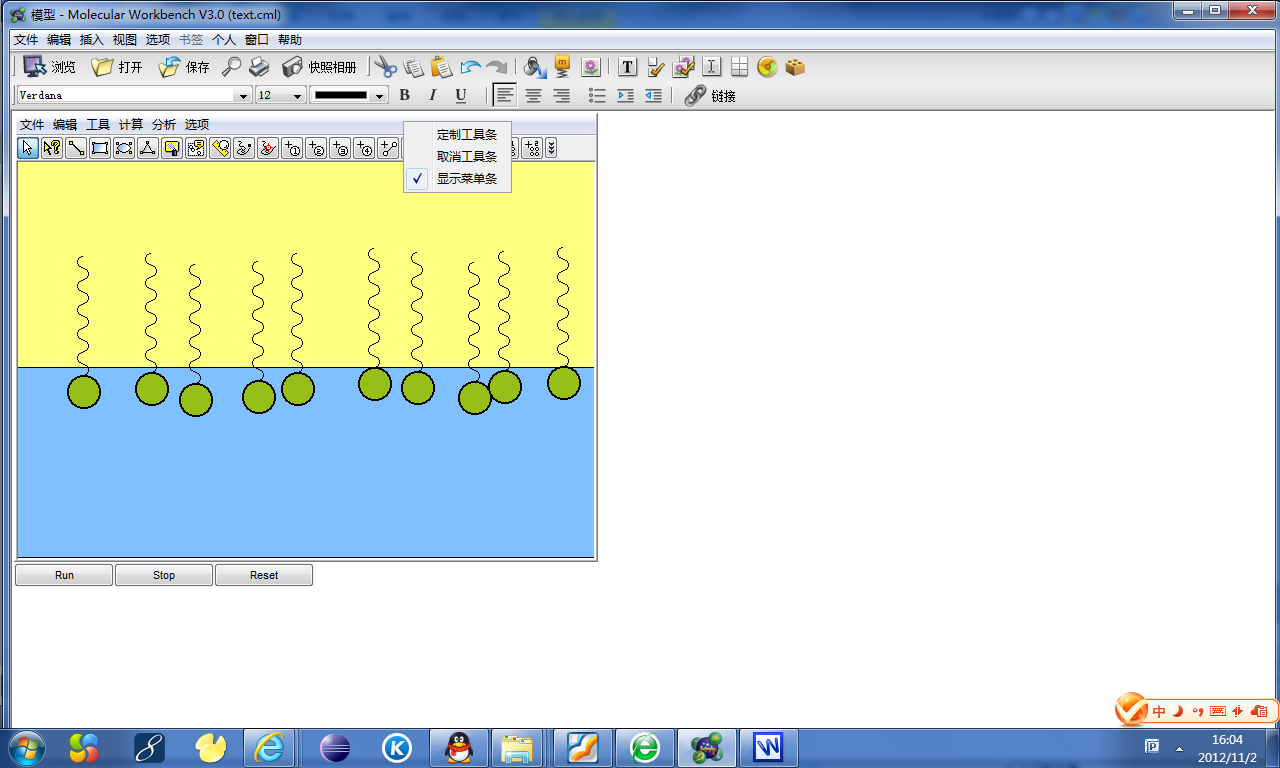 模型 - Molecular Workbench V3.0 (text.cml)
文件 编辑 插入 视图 选项 书签 个人 窗口 帮助
浏览 打开 保存 快照相册
Verdana 12 B I U 链接
文件 编辑 工具 计算 分析 选项
定制工具条
取消工具条
显示菜单条
Run Stop Reset
中
16:04
2012/11/2